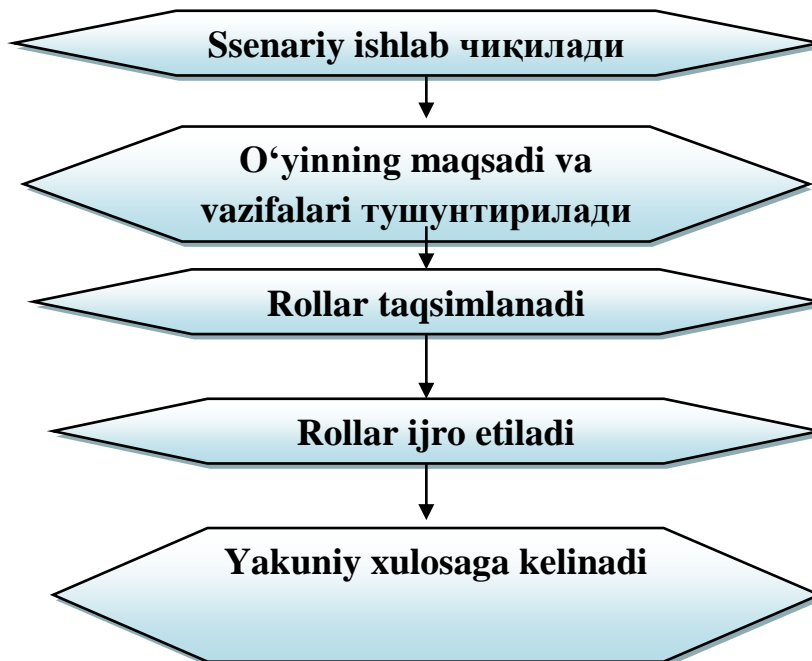 Ssenariy ishlab чиқилади
O‘yinning maqsadi va
vazifalari тушунтирилади
Rollar taqsimlanadi
Rollar ijro etiladi
Yakuniy xulosaga kelinadi